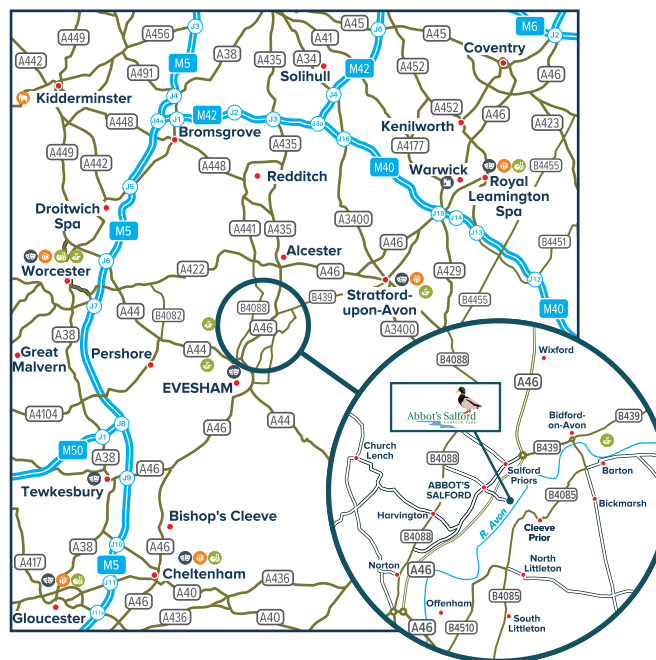 J3
A449
A456
A442
A491
M5
A38
A435
A41
A34
Solihull
J6
M42
A45
A45
M6
J2
Coventry
A452
A46
Kidderminster
J4
J4a
J1
M42
J2
J3
J3a
J4
J16
A452
A46
A423
Kenilworth
A448
Bromsgrove
A435
A4177
M40
Warwick
B4455
A449
A442
J5
A448
Redditch
Royal
Leamington
Spa
Droitwich
Spa
M5
A441
A435
A3400
J15
J14
J13
A46
B4451
Worcester
J6
A422
Alcester
A46
A429
J12
Stratford-
upon-Avon
B4455
M40
J7
A44
B4082
B4088
B439
A46
A3400
A38
Great
Malvern
Pershore
A44
B4088
EVESHAM
A4104
A46
A44
M50
J1
J8
A38
A46
J9
Tewkesbury
Bishop's Cleeve
A417
A38
J10
A46
M5
Cheltenham
J11
A40
A436
Gloucester
J11a
A46
A436
A40
Wixford
A46
Abbot's Salford
CARAVAN PARK
Bidford-
on-Avon
B439
B439
Church
Lench
B4088
Salford
Priors
Barton
ABBOT'S
SALFORD
B4085
Bickmarsh
Harvington
R. Avon
Cleeve
Prior
B4088
Norton
A46
North
Littleton
Offenham
B4085
South
Littleton
A46
B4510